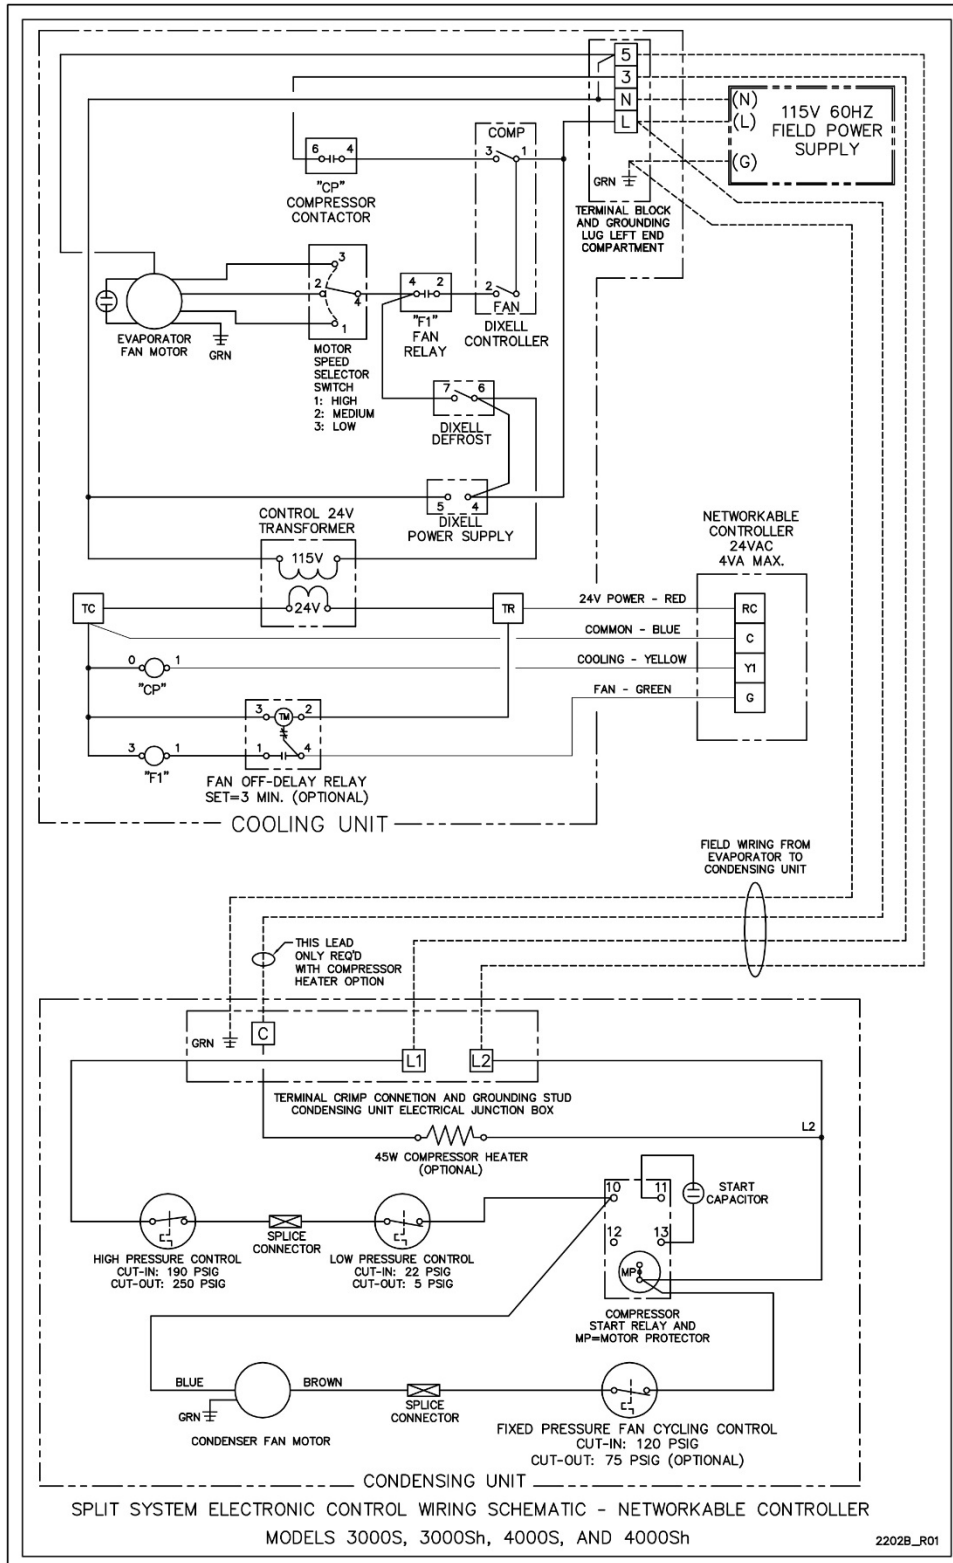 5
3
N
L
(N)
(L)
(G)
115V 60HZ
FIELD POWER
SUPPLY
GRN
TERMINAL BLOCK
AND GROUNDING
LUG LEFT END
COMPARTMENT
COMP
3 1
6 4
"CP"
COMPRESSOR
CONTACTOR
2
FAN
DIXELL
CONTROLLER
3
2
4
1
MOTOR
SPEED
SELECTOR
SWITCH
1: HIGH
2: MEDIUM
3: LOW
4 2
"F1"
FAN
RELAY
EVAPORATOR
FAN MOTOR
GRN
7 6
DIXELL
DEFROST
5 4
DIXELL
POWER SUPPLY
CONTROL 24V
TRANSFORMER
115V
24V
TC
TR
NETWORKABLE
CONTROLLER
24VAC
4VA MAX.
24V POWER - RED
RC
COMMON - BLUE
C
COOLING - YELLOW
Y1
FAN - GREEN
G
0 1
"CP"
3 TM 2
3 1
"F1"
1 4
FAN OFF-DELAY RELAY
SET=3 MIN. (OPTIONAL)
COOLING UNIT
FIELD WIRING FROM
EVAPORATOR TO
CONDENSING UNIT
THIS LEAD
ONLY REQ'D
WITH COMPRESSOR
HEATER OPTION
GRN
C
L1
L2
TERMINAL CRIMP CONNETION AND GROUNDING STUD
CONDENSING UNIT ELECTRICAL JUNCTION BOX
L2
45W COMPRESSOR HEATER
(OPTIONAL)
10 11
12 13
MP
START
CAPACITOR
HIGH PRESSURE CONTROL
CUT-IN: 190 PSIG
CUT-OUT: 250 PSIG
SPLICE
CONNECTOR
LOW PRESSURE CONTROL
CUT-IN: 22 PSIG
CUT-OUT: 5 PSIG
COMPRESSOR
START RELAY AND
MP=MOTOR PROTECTOR
BLUE
BROWN
GRN
CONDENSER FAN MOTOR
SPLICE
CONNECTOR
FIXED PRESSURE FAN CYCLING CONTROL
CUT-IN: 120 PSIG
CUT-OUT: 75 PSIG (OPTIONAL)
CONDENSING UNIT
SPLIT SYSTEM ELECTRONIC CONTROL WIRING SCHEMATIC - NETWORKABLE CONTROLLER
MODELS 3000S, 3000Sh, 4000S, AND 4000Sh
2202B_R01